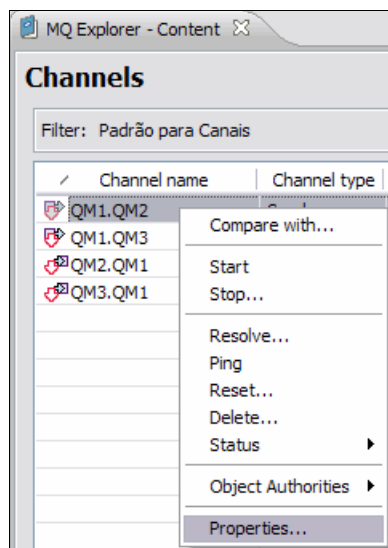 MQ Explorer - Content
Channels
Filter: Padrão para Canais
Channel name Channel type
QM1.QM2
QM1.QM3
QM2.QM1
QM3.QM1
Compare with...
Start
Stop...
Resolve...
Ping
Reset...
Delete...
Status
Object Authorities
Properties...